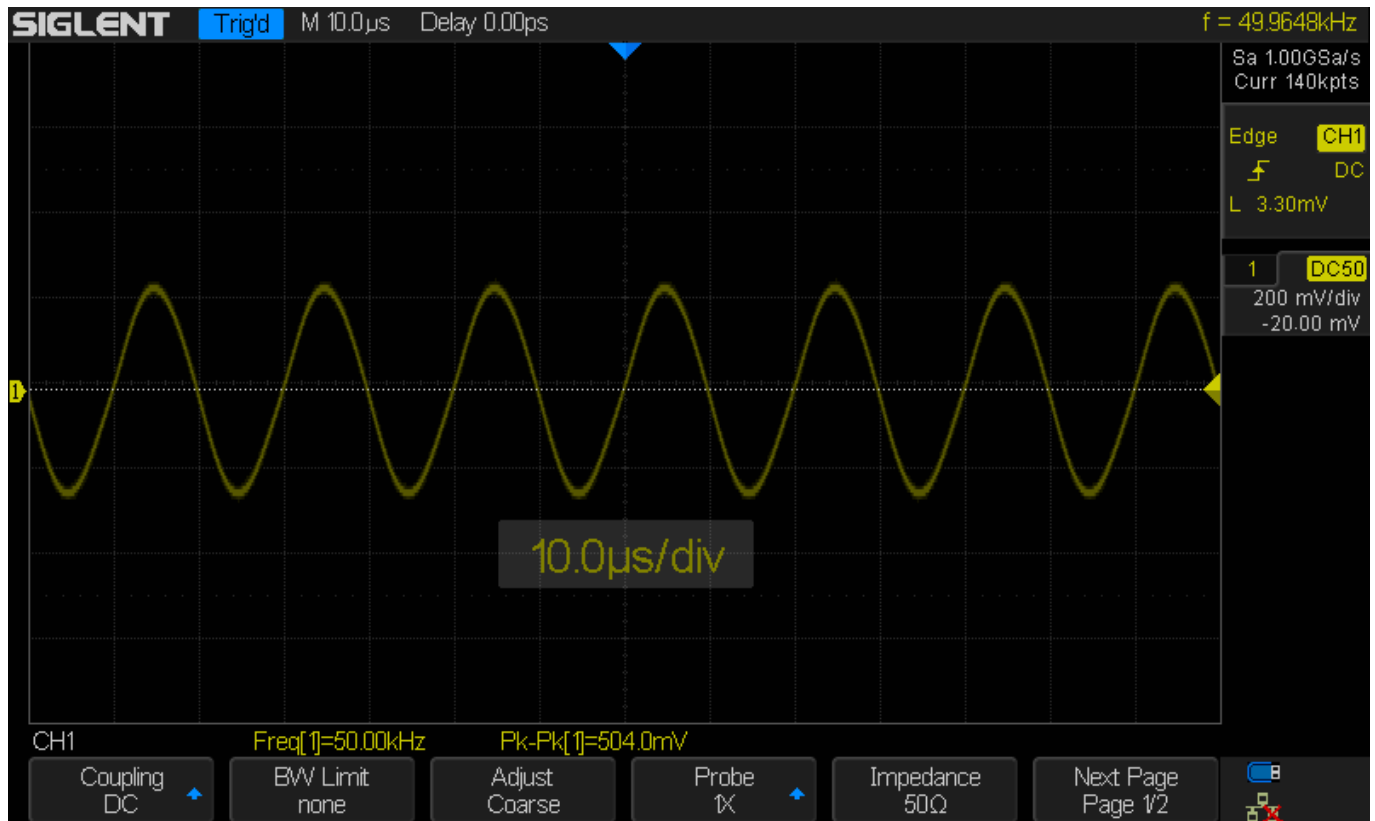 SIGLENT Trig'd M 10.0µs Delay 0.00ps f = 49.9648kHz
Sa 1.00GSa/s
Curr 140kpts
Edge CH1
DC
L 3.30mV
1 DC50
200 mV/div
-20.00 mV
1
10.0µs/div
CH1 Freq[1]=50.00kHz Pk-Pk[1]=504.0mV
Coupling
DC
BW Limit
none
Adjust
Coarse
Probe
1X
Impedance
50Ω
Next Page
Page 1/2